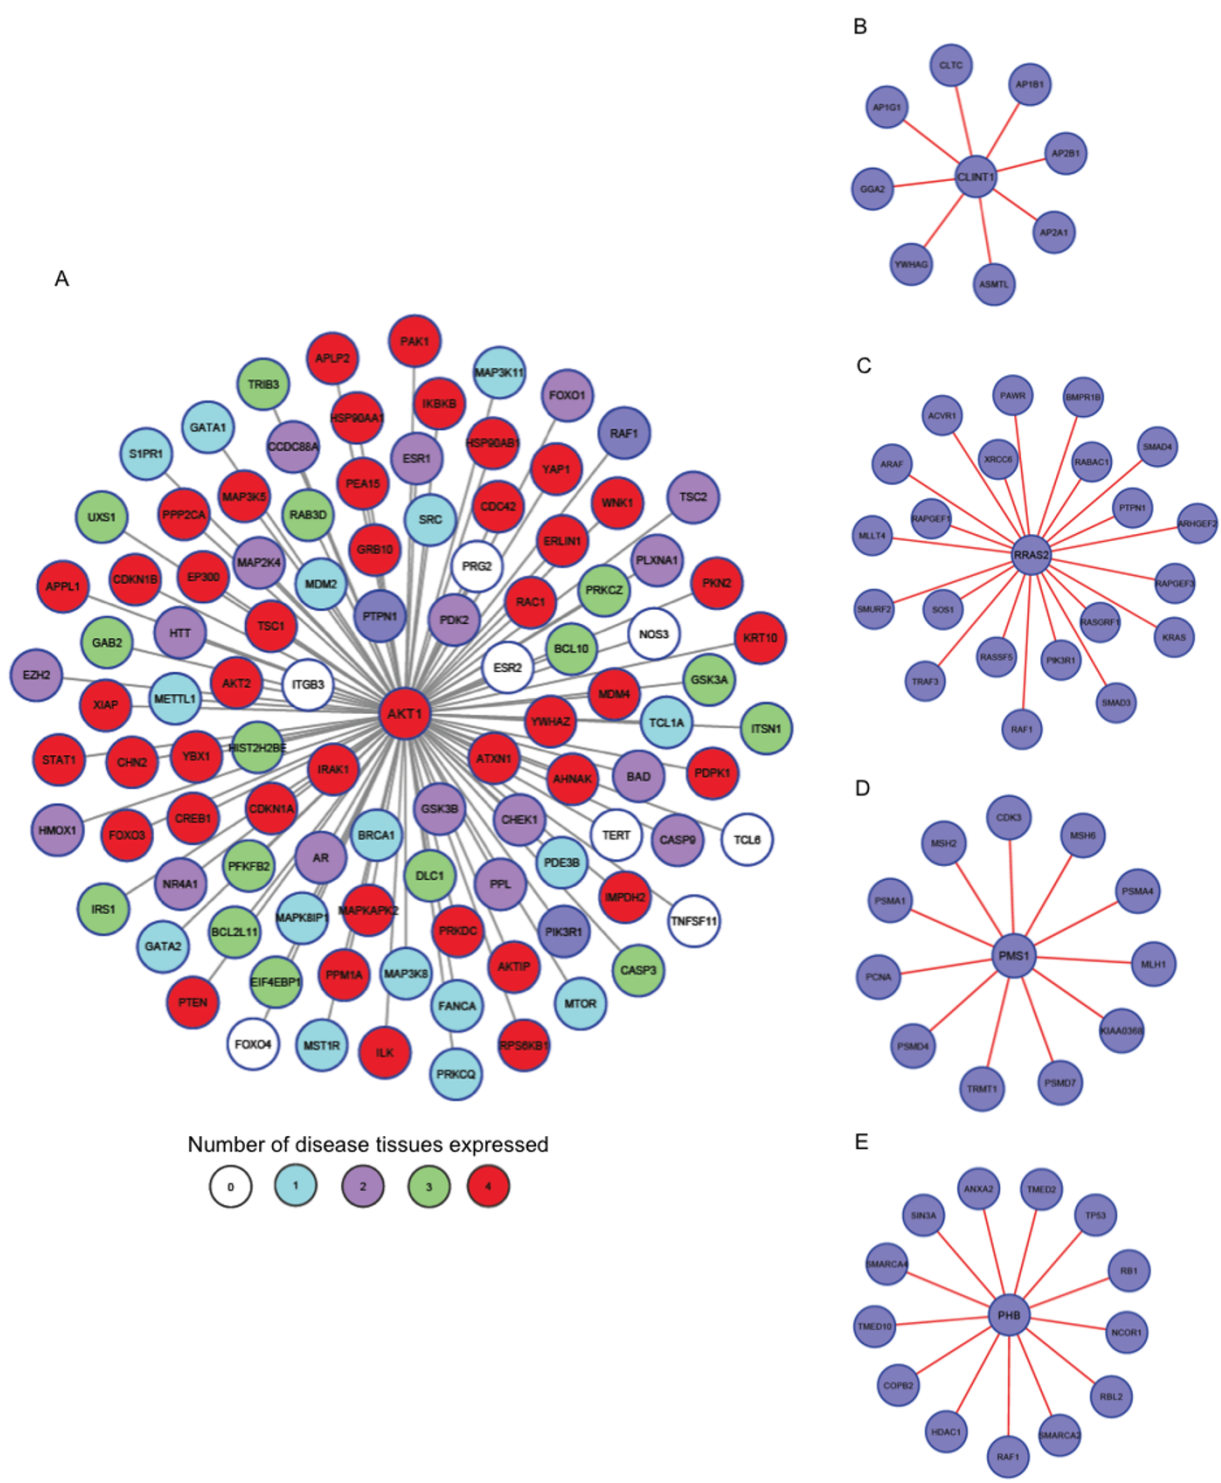 A
PAK1
APLP2
MAP3K11
TRIB3
FOXO1
IKBKB
HSP90AA1
GATA1
RAF1
HSP90AB1
CCDC88A
S1PR1
ESR1
YAP1
PEA15
MAP3K5
TSC2
WNK1
CDC42
PPP2CA
RAB3D
UXS1
SRC
ERLIN1
GRB10
PLXNA1
MAP2K4
PRG2
EP300
CDKN1B
APPL1
MDM2
PRKCZ
PKN2
RAC1
PTPN1
PDK2
TSC1
HTT
NOS3
KRT10
GAB2
BCL10
ESR2
EZH2
GSK3A
AKT2
ITGB3
MDM4
METTL1
XIAP
AKT1
YWHAZ
TCL1A
ITSN1
HIST2H2BE
YBX1
ATXN1
STAT1
CHN2
IRAK1
AHNAK
BAD
PDPK1
CDKN1A
GSK3B
CREB1
CHEK1
HMOX1
FOXO3
BRCA1
TERT
CASP9
TCL6
AR
PDE3B
PFKFB2
DLC1
NR4A1
PPL
IMPDH2
IRS1
MAPK8IP1
MAPKAPK2
TNFSF11
BCL2L11
PRKDC
PIK3R1
GATA2
AKTIP
CASP3
EIF4EBP1
PPM1A
MAP3K8
PTEN
FANCA
MTOR
FOXO4
MST1R
ILK
RPS6KB1
PRKCQ
Number of disease tissues expressed
0 1 2 3 4
B
CLTC
AP1B1
AP1G1
AP2B1
CLINT1
GGA2
AP2A1
YWHAG
ASMTL
C
PAWR
BMPR1B
ACVR1
SMAD4
XRCC6
RABAC1
ARAF
PTPN1
RAPGEF1
ARHGEF2
MLLT4
RRAS2
RAPGEF3
SMURF2
SOS1
RASGRF1
KRAS
RASSF5
PIK3R1
TRAF3
SMAD3
RAF1
D
CDK3
MSH2
MSH6
PSMA1
PSMA4
PMS1
MLH1
PCNA
KIAA0368
PSMD4
TRMT1
PSMD7
E
ANXA2
TMED2
SIN3A
TP53
SMARCA4
RB1
PHB
TMED10
NCOR1
COPB2
RBL2
HDAC1
SMARCA2
RAF1